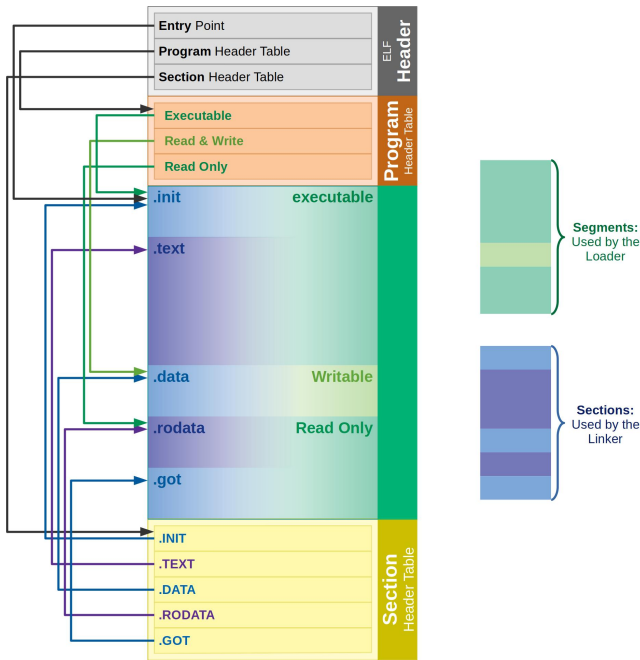 Entry Point
Program Header Table
Section Header Table
ELF
Header
Executable
Read & Write
Read Only
Program
Header Table
.init
executable
.text
.data
Writable
.rodata
Read Only
.got
.INIT
.TEXT
.DATA
.RODATA
.GOT
Section
Header Table
Segments:
Used by the
Loader
Sections:
Used by the
Linker